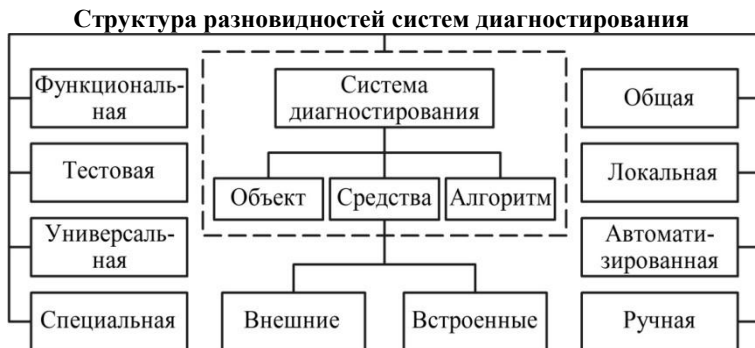 Структура разновидностей систем диагностирования
Функциональ-
ная
Система
диагностирования
Общая
Тестовая
Локальная
Объект
Средства
Алгоритм
Универсаль-
ная
Автомати-
зированная
Специальная
Внешние
Встроенные
Ручная